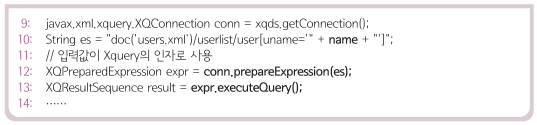 9: javax.xml.xquery.XQConnection conn = xqds.getConnection();
10: String es = "doc('users.xml')/userlist/user[uname='" + name + "']";
11: // 입력값이 Xquery의 인자로 사용
12: XQPreparedExpression expr = conn.prepareExpression(es);
13: XQResultSequence result = expr.executeQuery();
14: ……